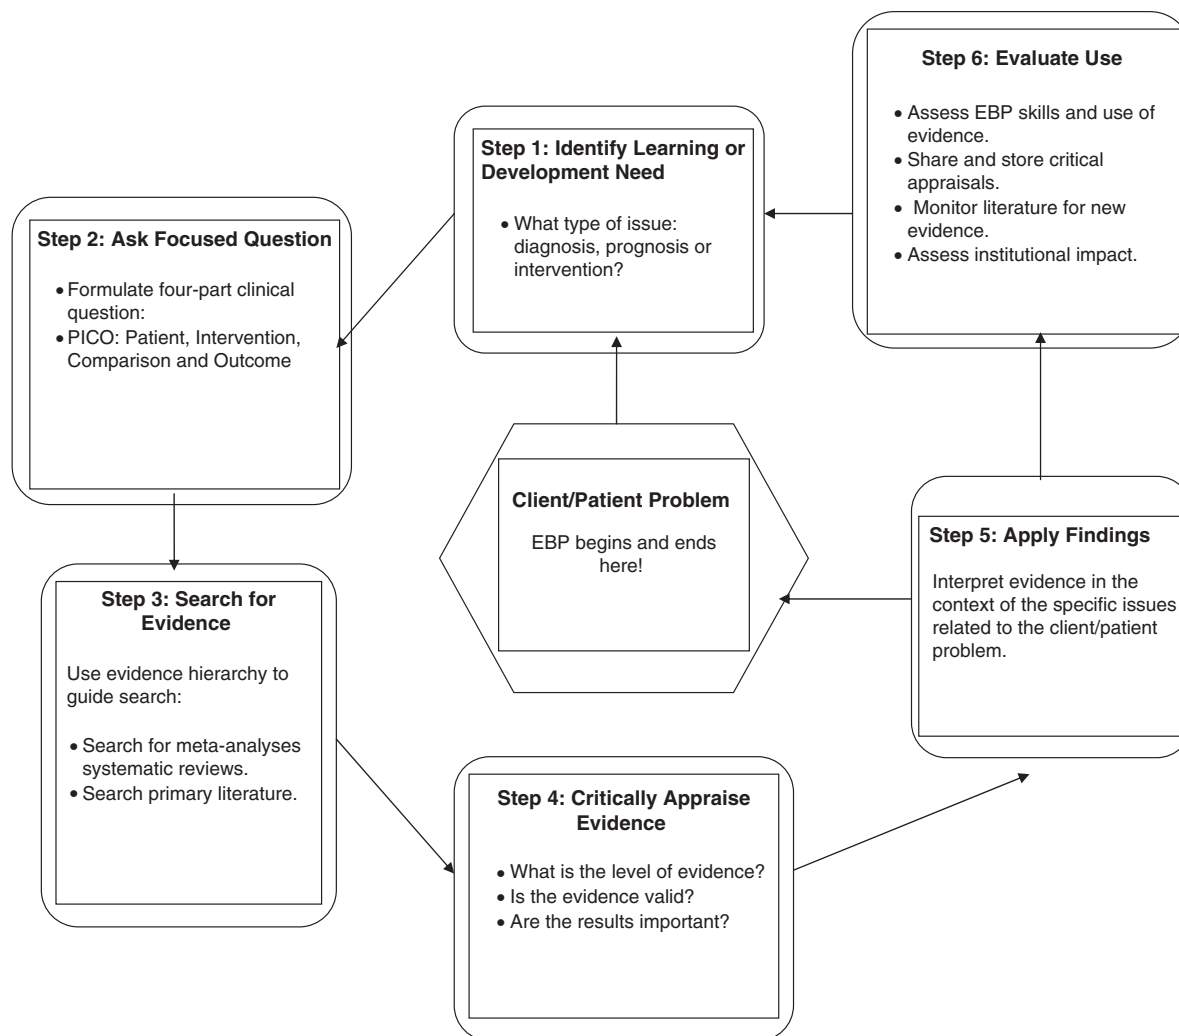 Step 1: Identify Learning or
Development Need
• What type of issue:
diagnosis, prognosis or
intervention?
Step 2: Ask Focused Question
• Formulate four-part clinical
question:
• PICO: Patient, Intervention,
Comparison and Outcome
Step 3: Search for
Evidence
Use evidence hierarchy to
guide search:
• Search for meta-analyses
systematic reviews.
• Search primary literature.
Step 4: Critically Appraise
Evidence
• What is the level of evidence?
• Is the evidence valid?
• Are the results important?
Step 5: Apply Findings
Interpret evidence in the
context of the specific issues
related to the client/patient
problem.
Step 6: Evaluate Use
• Assess EBP skills and use of
evidence.
• Share and store critical
appraisals.
• Monitor literature for new
evidence.
• Assess institutional impact.
Client/Patient Problem
EBP begins and ends
here!